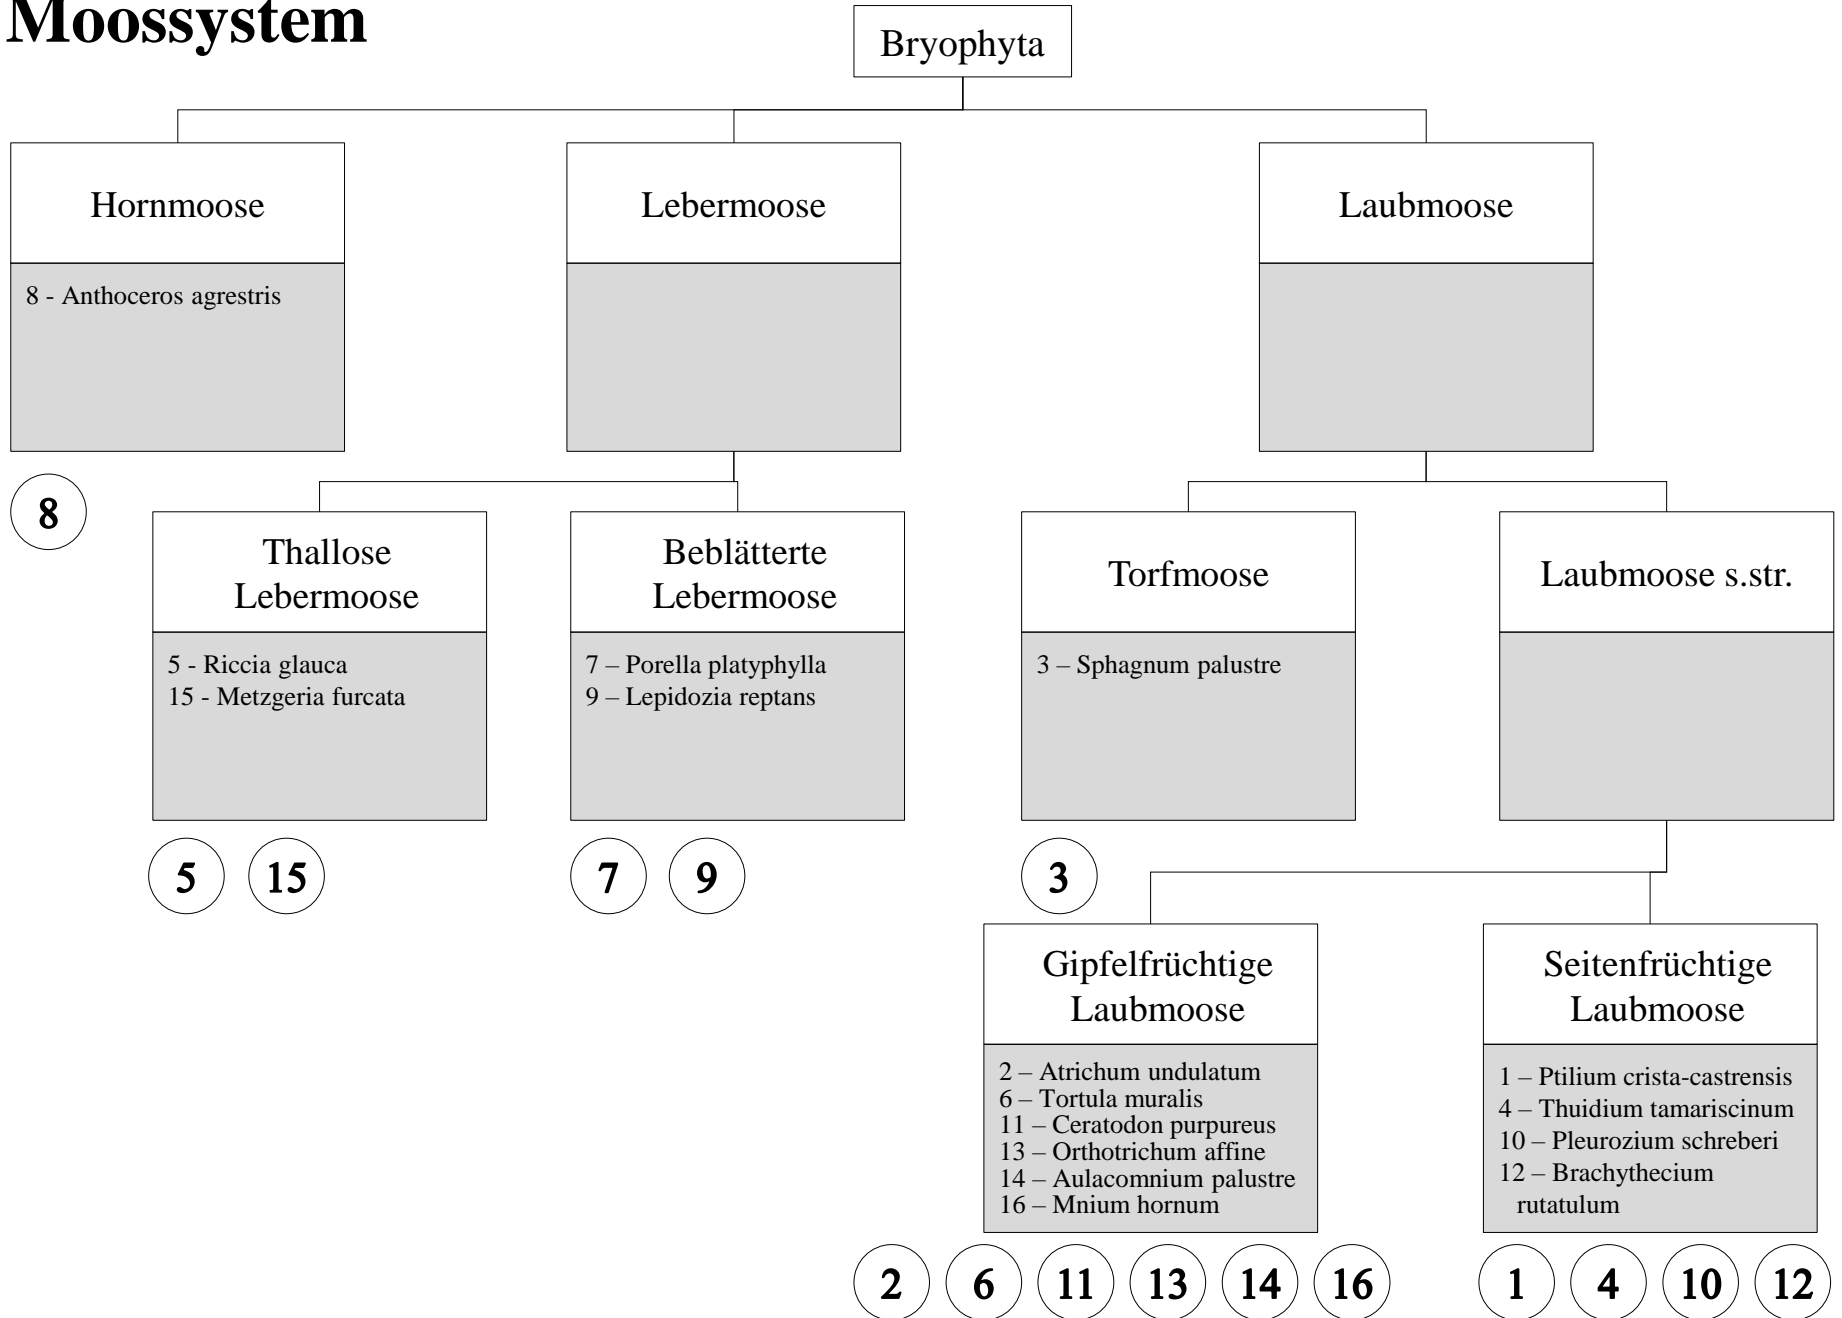 Moossystem
Bryophyta
Hornmoose
Lebermoose
Laubmoose
8 - Anthoceros agrestris
8
Thallose
Lebermoose
Beblätterte
Lebermoose
Torfmoose
Laubmoose s.str.
5 - Riccia glauca
15 - Metzgeria furcata
7 – Porella platyphylla
9 – Lepidozia reptans
3 – Sphagnum palustre
5
15
7
9
3
Gipfelfrüchtige
Laubmoose
Seitenfrüchtige
Laubmoose
2 – Atrichum undulatum
6 – Tortula muralis
11 – Ceratodon purpureus
13 – Orthotrichum affine
14 – Aulacomnium palustre
16 – Mnium hornum
1 – Ptilium crista-castrensis
4 – Thuidium tamariscinum
10 – Pleurozium schreberi
12 – Brachythecium
rutatulum
2
6
11
13
14
16
1
4
10
12